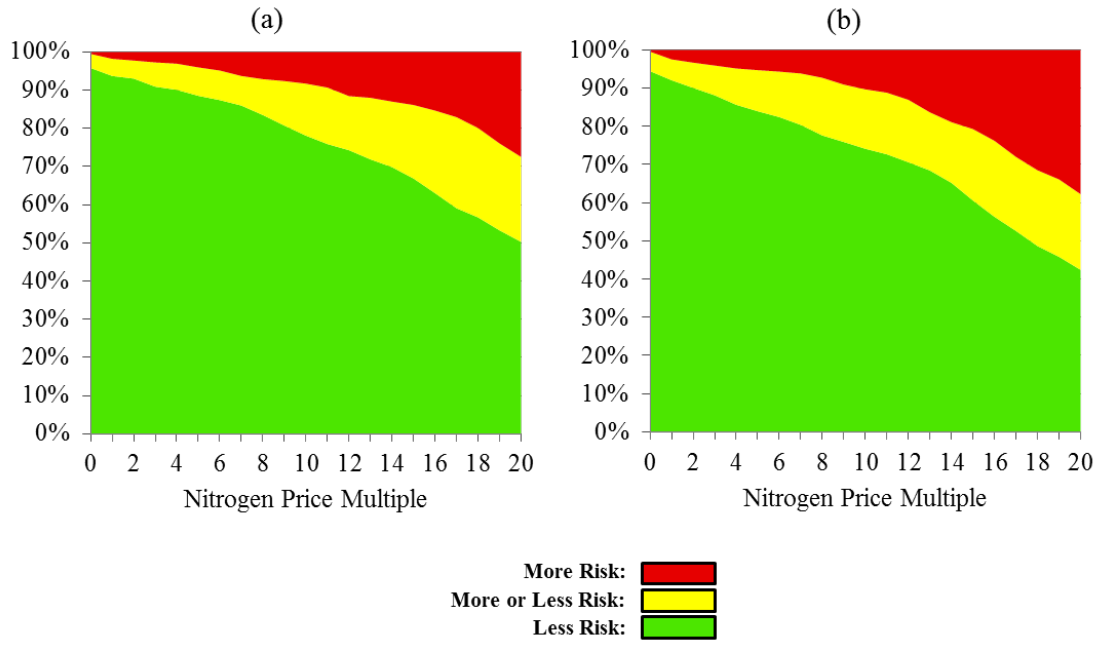 (a)
100%
90%
80%
70%
60%
50%
40%
30%
20%
10%
0%
0 2 4 6 8 10 12 14 16 18 20
Nitrogen Price Multiple
(b)
100%
90%
80%
70%
60%
50%
40%
30%
20%
10%
0%
0 2 4 6 8 10 12 14 16 18 20
Nitrogen Price Multiple
More Risk:
More or Less Risk:
Less Risk: